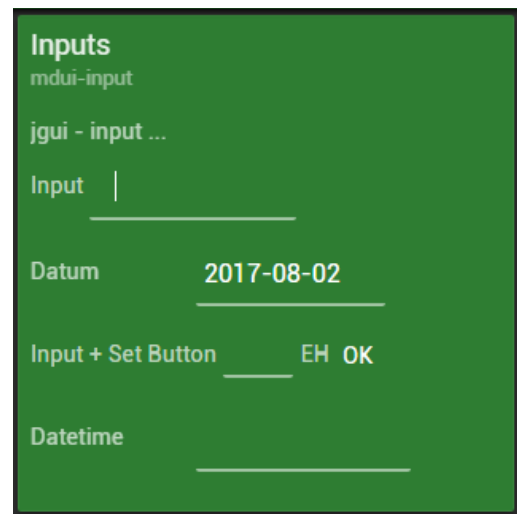 Inputs
mdui-input
jgui - input ...
Input
Datum 2017-08-02
Input + Set Button EH OK
Datetime